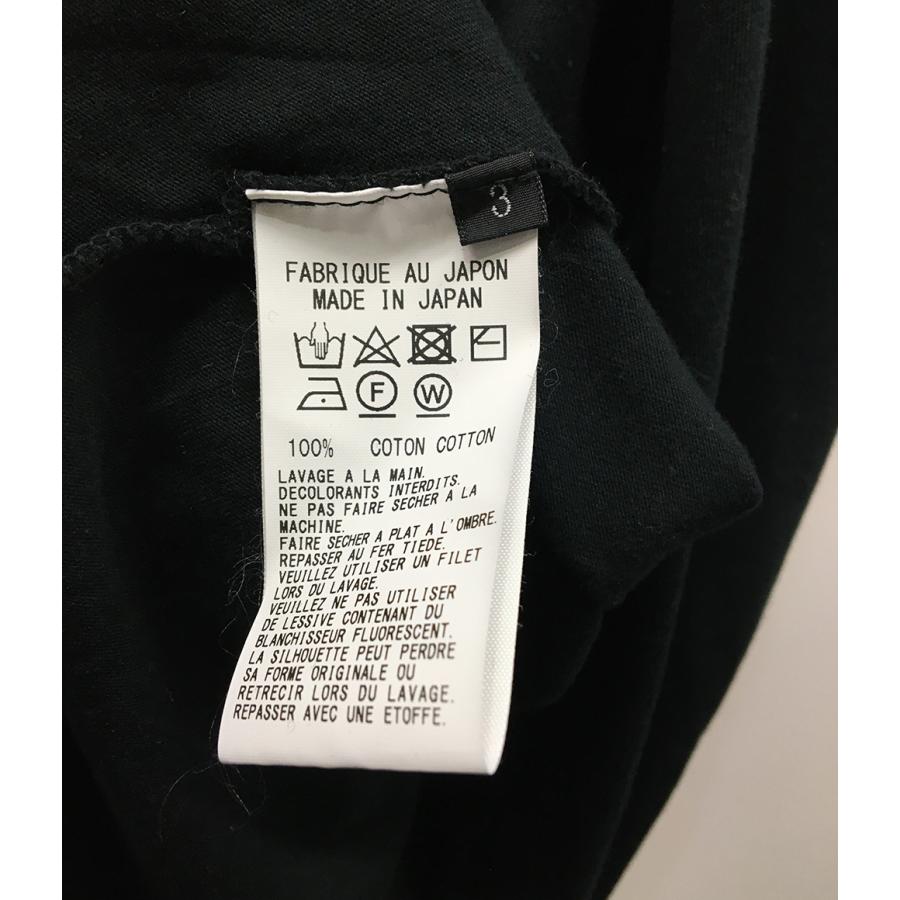 3
FABRIQUE AU JAPON
MADE IN JAPAN
F
W
100% COTON COTTON
LAVAGE A LA MAIN.
DECOLORANTS INTERDITS.
NE PAS FAIRE SECHER A LA
MACHINE.
FAIRE SECHER A PLAT A L'OMBRE.
REPASSER AU FER TIEDE.
VEUILLEZ UTILISER UN FILET
LORS DU LAVAGE.
VEUILLEZ NE PAS UTILISER
DE LESSIVE CONTENANT DU
BLANCHISSEUR FLUORESCENT.
LA SILHOUETTE PEUT PERDRE
SA FORME ORIGINALE OU
RETRECIR LORS DU LAVAGE.
REPASSER AVEC UNE ETOFFE.